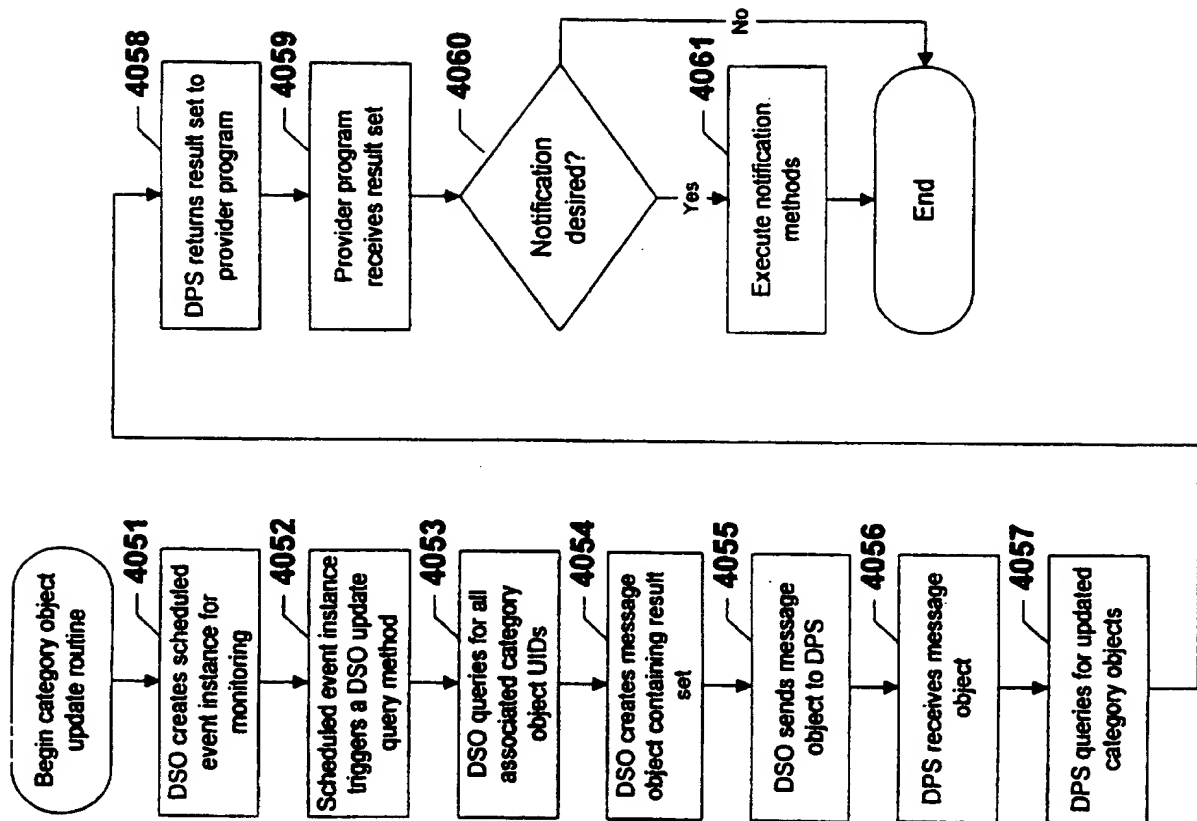 Begin category object
update routine
4051
DSO creates scheduled
event instance for
monitoring
4052
Scheduled event instance
triggers a DSO update
query method
4053
DSO queries for all
associated category
object UIDs
4054
DSO creates message
object containing result
set
4055
DSO sends message
object to DPS
4056
DPS receives message
object
4057
DPS queries for updated
category objects
4058
DPS returns result set to
provider program
4059
Provider program
receives result set
4060
Notification
desired?
No
Yes
4061
Execute notification
methods
End